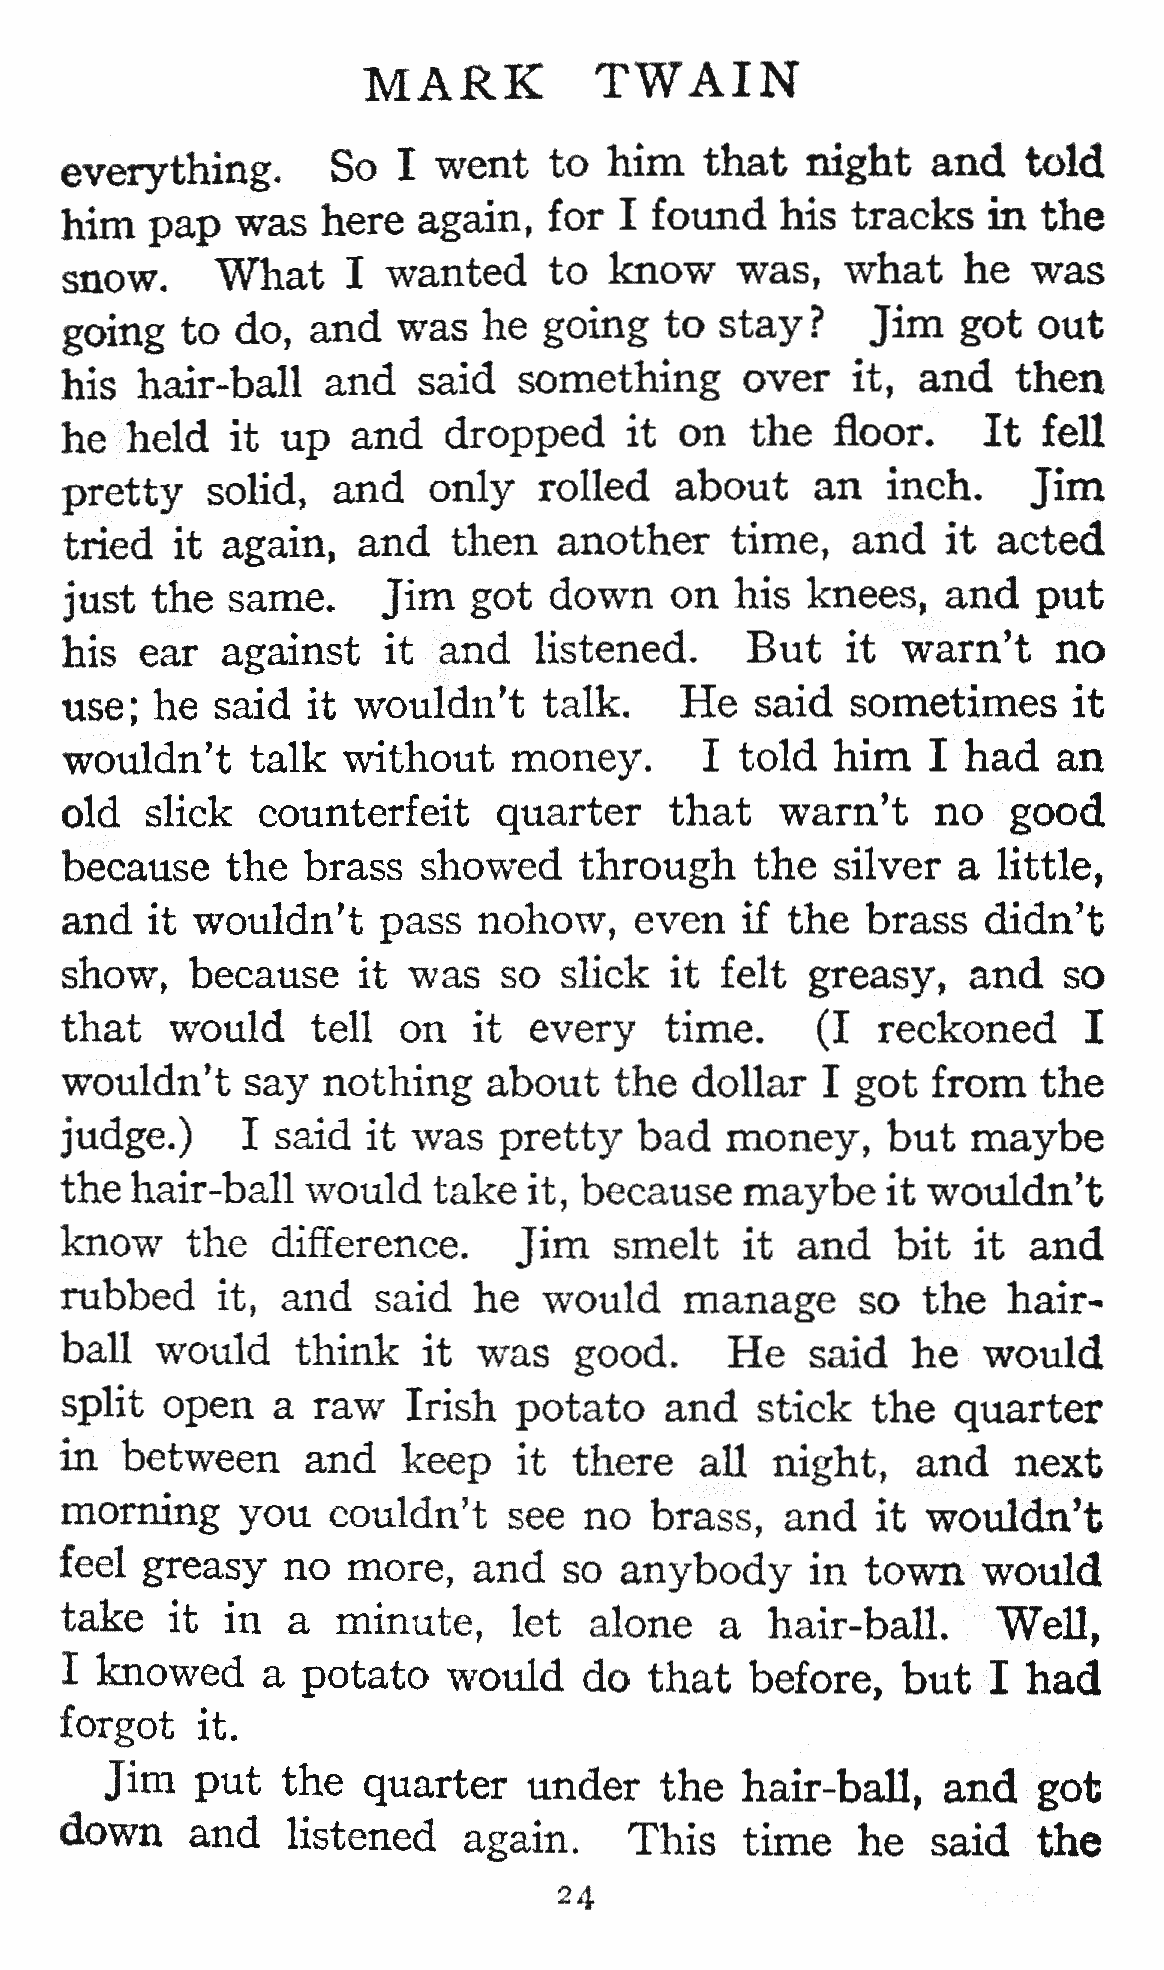 MARK TWAIN
everything. So I went to him that night and told
him pap was here again, for I found his tracks in the
snow. What I wanted to know was, what he was
going to do, and was he going to stay? Jim got out
his hair-ball and said something over it, and then
he held it up and dropped it on the floor. It fell
pretty solid, and only rolled about an inch. Jim
tried it again, and then another time, and it acted
just the same. Jim got down on his knees, and put
his ear against it and listened. But it warn't no
use; he said it wouldn't talk. He said sometimes it
wouldn't talk without money. I told him I had an
old slick counterfeit quarter that warn't no good
because the brass showed through the silver a little,
and it wouldn't pass nohow, even if the brass didn't
show, because it was so slick it felt greasy, and so
that would tell on it every time. (I reckoned I
wouldn't say nothing about the dollar I got from the
judge.) I said it was pretty bad money, but maybe
the hair-ball would take it, because maybe it wouldn't
know the difference. Jim smelt it and bit it and
rubbed it, and said he would manage so the hair-
ball would think it was good. He said he would
split open a raw Irish potato and stick the quarter
in between and keep it there all night, and next
morning you couldn't see no brass, and it wouldn't
feel greasy no more, and so anybody in town would
take it in a minute, let alone a hair-ball. Well,
I knowed a potato would do that before, but I had
forgot it.
Jim put the quarter under the hair-ball, and got
down and listened again. This time he said the
24